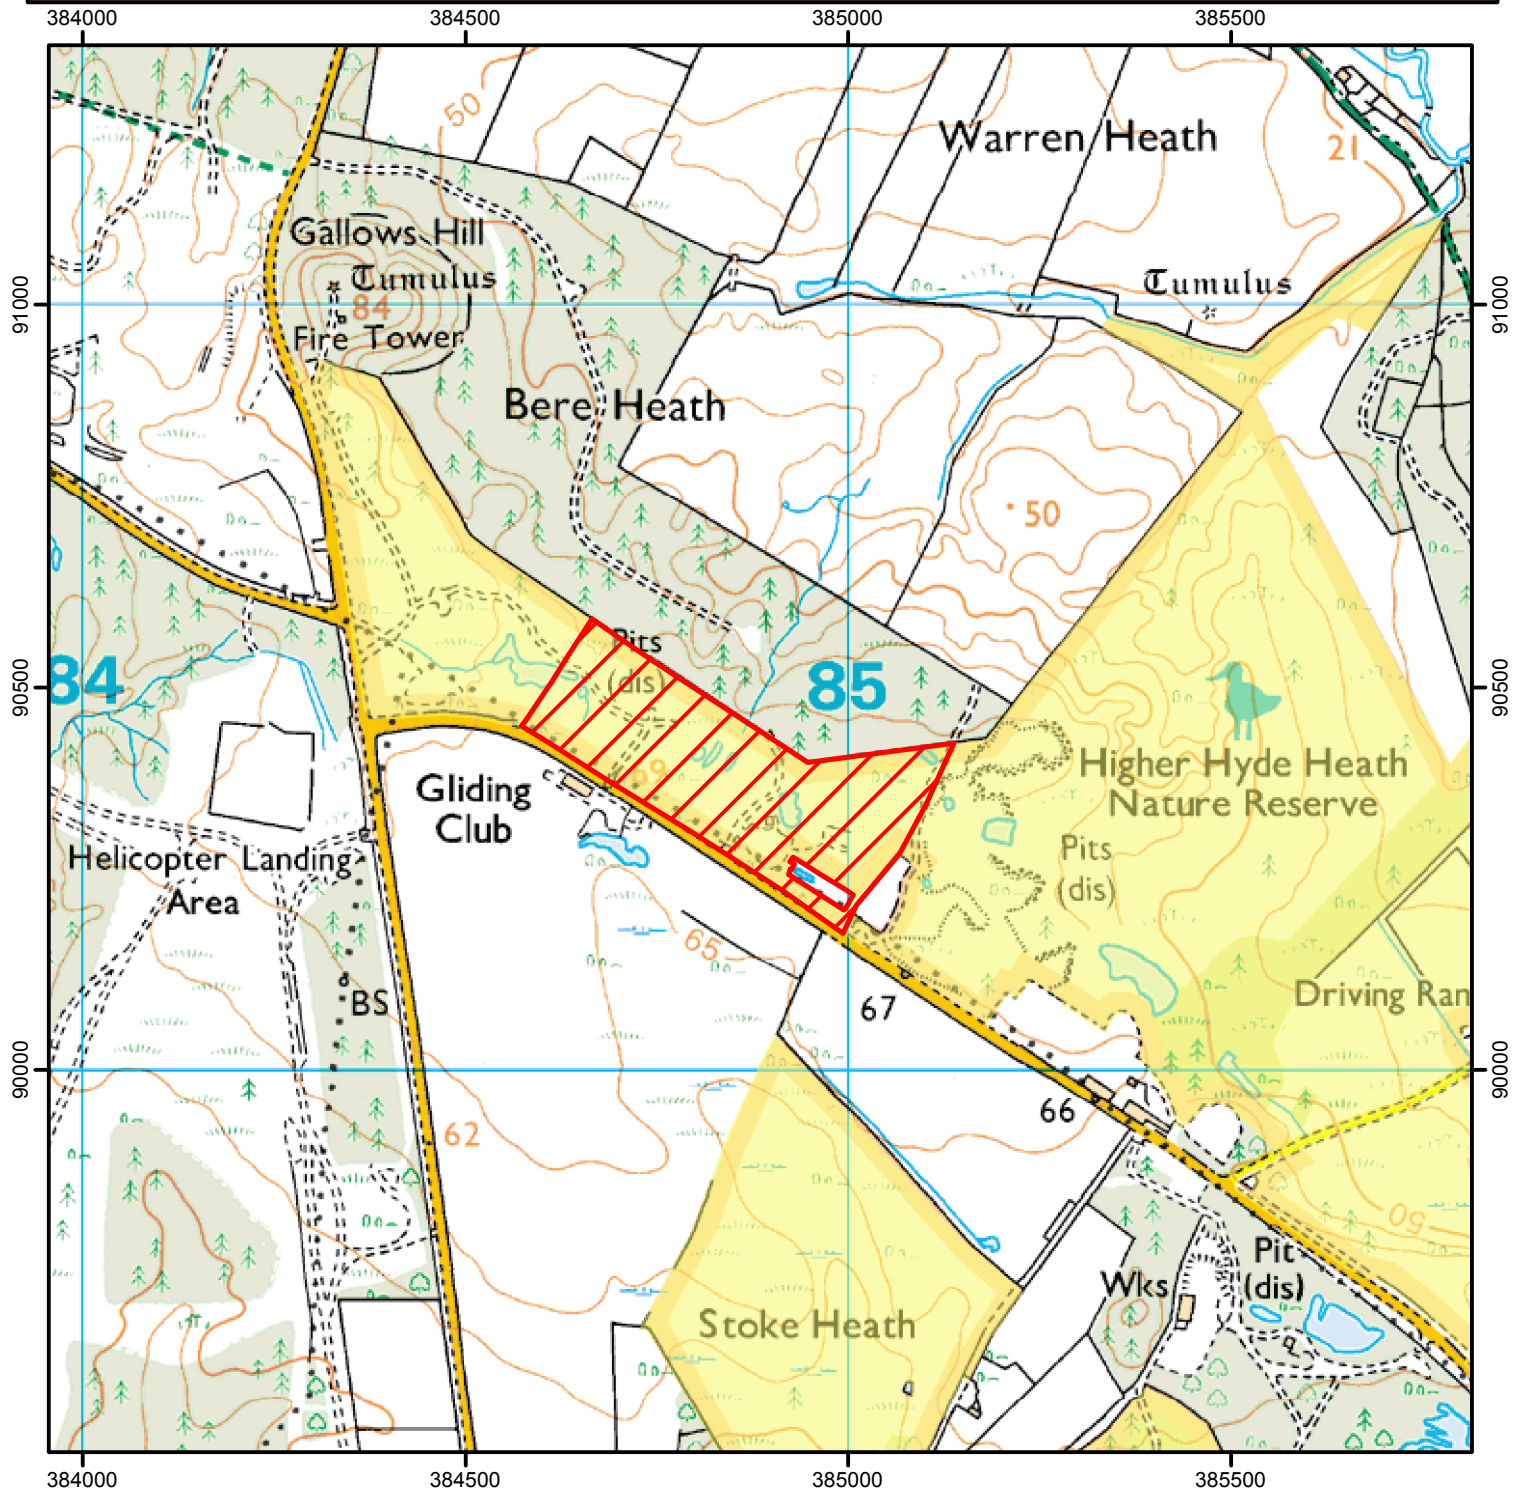 384000
384500
385000
385500
50
Warren Heath
21
Gallows Hill
Tumulus
84
Fire Tower
Tumulus
91000
91000
Bere Heath
50
Pits
(dis)
84
85
90500
90500
69
Gliding
Club
Higher Hyde Heath
Nature Reserve
Helicopter Landing
Area
Pits
(dis)
65
BS
67
Driving Ran
90000
90000
66
62
50
Pit
(dis)
Wks
Stoke Heath
384000
384500
385000
385500